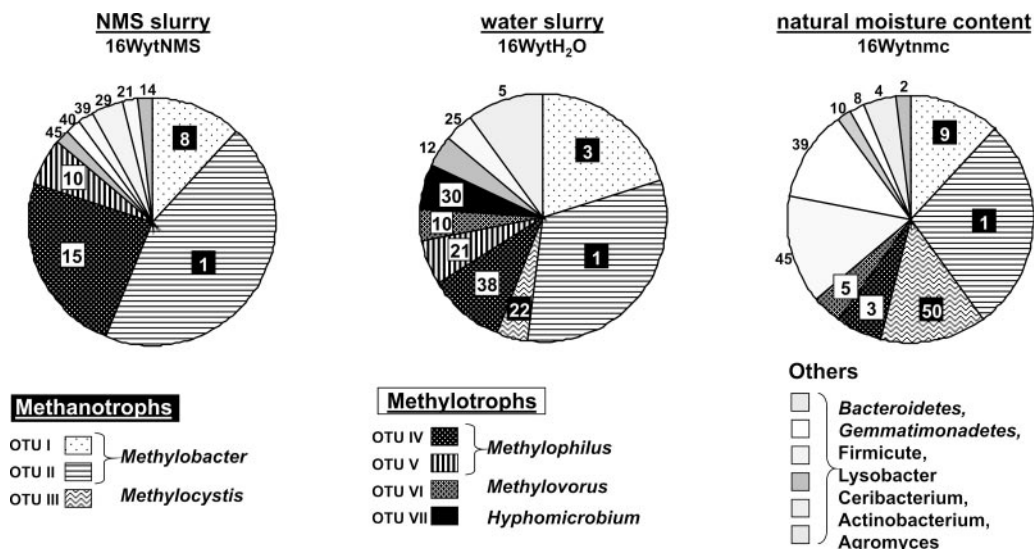 NMS slurry
16WytNMS
45
40
39
29
21
14
8
10
15
1
water slurry
16WytH₂O
5
25
12
3
30
10
21
38
22
1
natural moisture content
16Wytnmc
2
4
8
10
39
9
1
45
5
3
50
Methanotrophs
OTU I
OTU II
Methylobacter
OTU III
Methylocystis
Methylotrophs
OTU IV
OTU V
Methylophilus
OTU VI
Methylovorus
OTU VII
Hyphomicrobium
Others
Bacteroidetes,
Gemmatimonadetes,
Firmicute,
Lysobacter
Ceribacterium,
Actinobacterium,
Agromyces